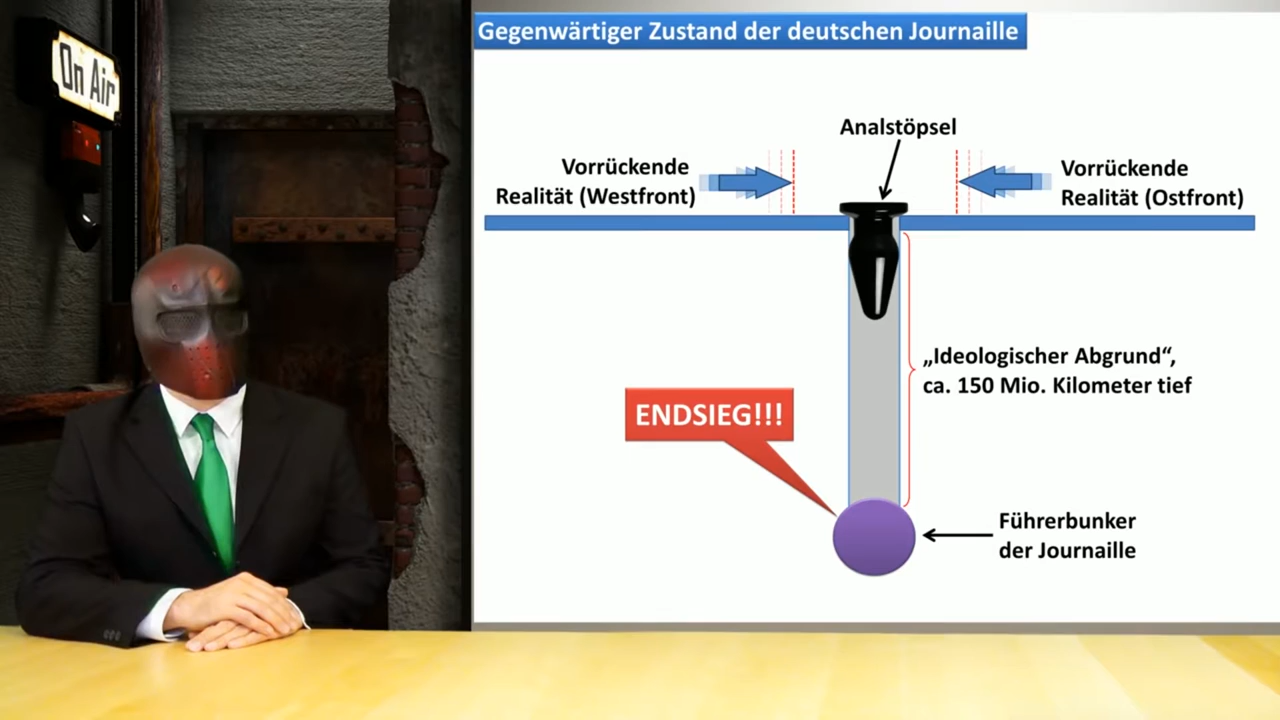 On Air
Gegenwärtiger Zustand der deutschen Journaille
Analstöpsel
Vorrückende
Realität (Westfront)
Vorrückende
Realität (Ostfront)
„Ideologischer Abgrund“,
ca. 150 Mio. Kilometer tief
ENDSIEG!!!
Führerbunker
der Journaille